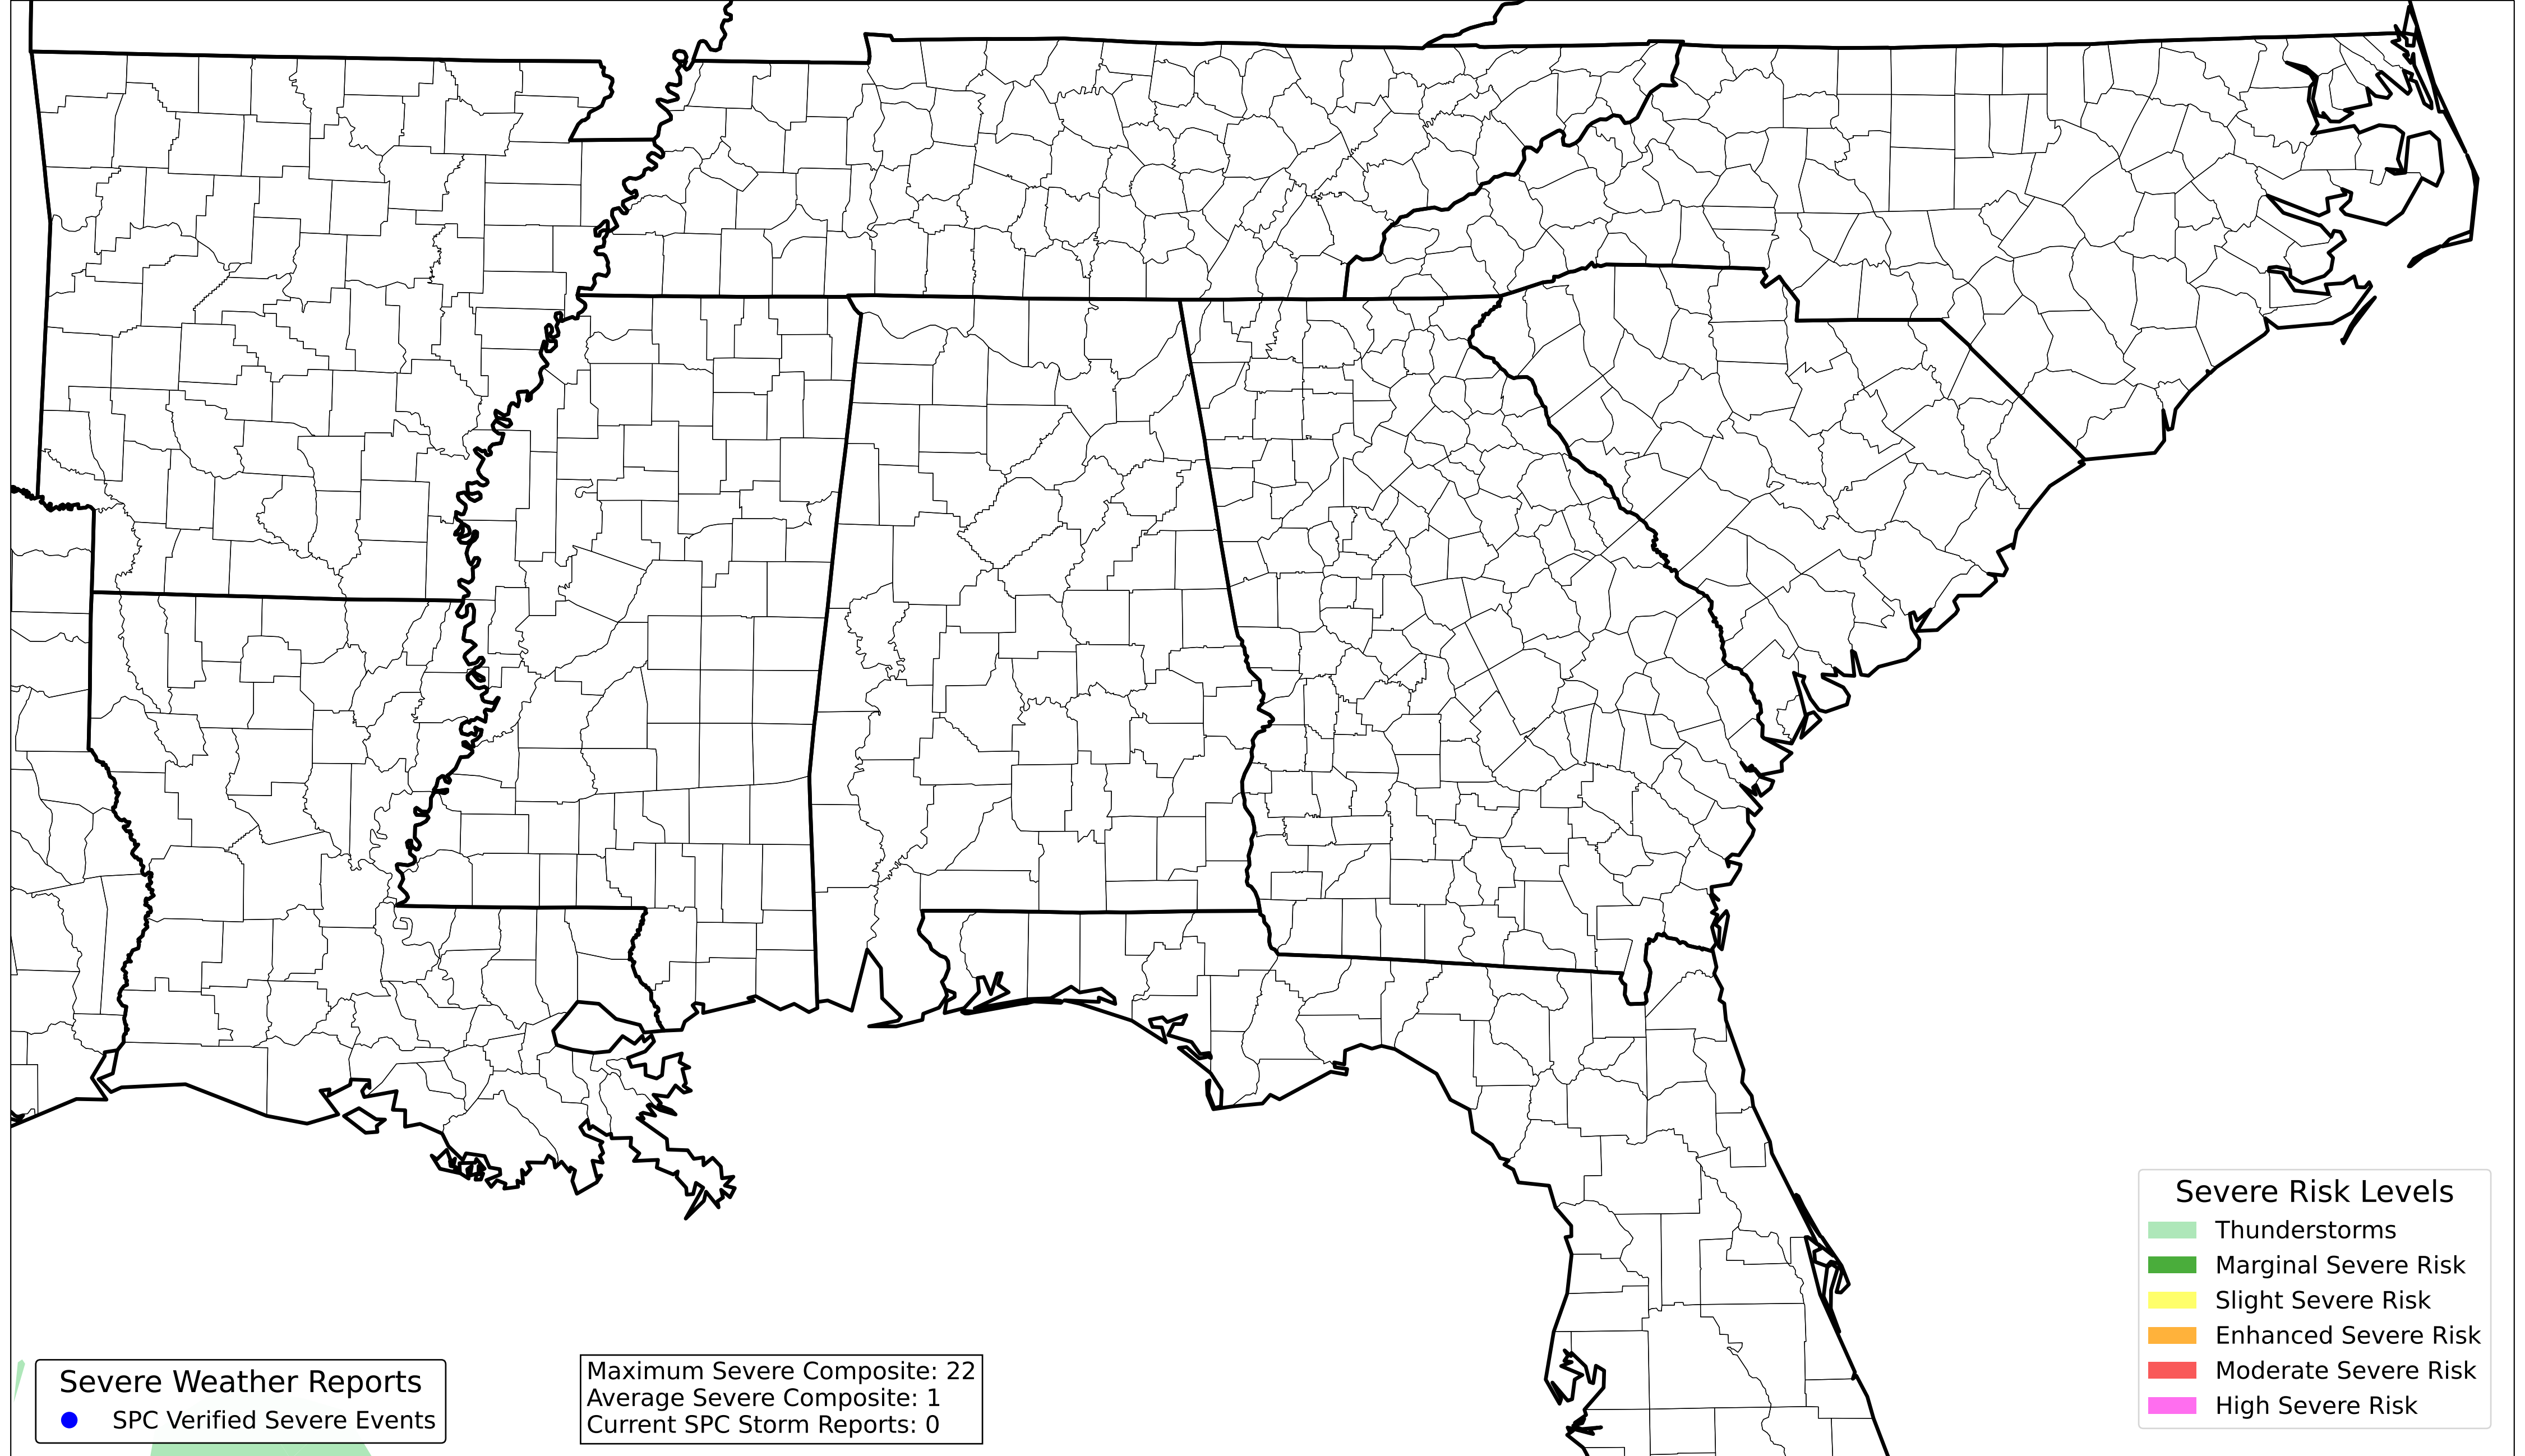 Severe Risk Levels
Thunderstorms
Marginal Severe Risk
Slight Severe Risk
Enhanced Severe Risk
Moderate Severe Risk
High Severe Risk
Severe Weather Reports
SPC Verified Severe Events
Maximum Severe Composite: 22
Average Severe Composite: 1
Current SPC Storm Reports: 0